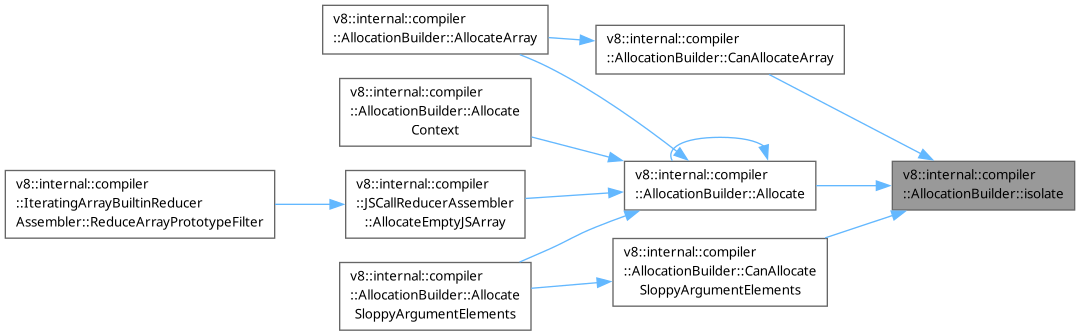 v8::internal::compiler
::AllocationBuilder::AllocateArray
v8::internal::compiler
::AllocationBuilder::CanAllocateArray
v8::internal::compiler
::AllocationBuilder::Allocate
Context
v8::internal::compiler
::AllocationBuilder::Allocate
v8::internal::compiler
::AllocationBuilder::isolate
v8::internal::compiler
::IteratingArrayBuiltinReducer
Assembler::ReduceArrayPrototypeFilter
v8::internal::compiler
::JSCallReducerAssembler
::AllocateEmptyJSArray
v8::internal::compiler
::AllocationBuilder::CanAllocate
SloppyArgumentElements
v8::internal::compiler
::AllocationBuilder::Allocate
SloppyArgumentElements